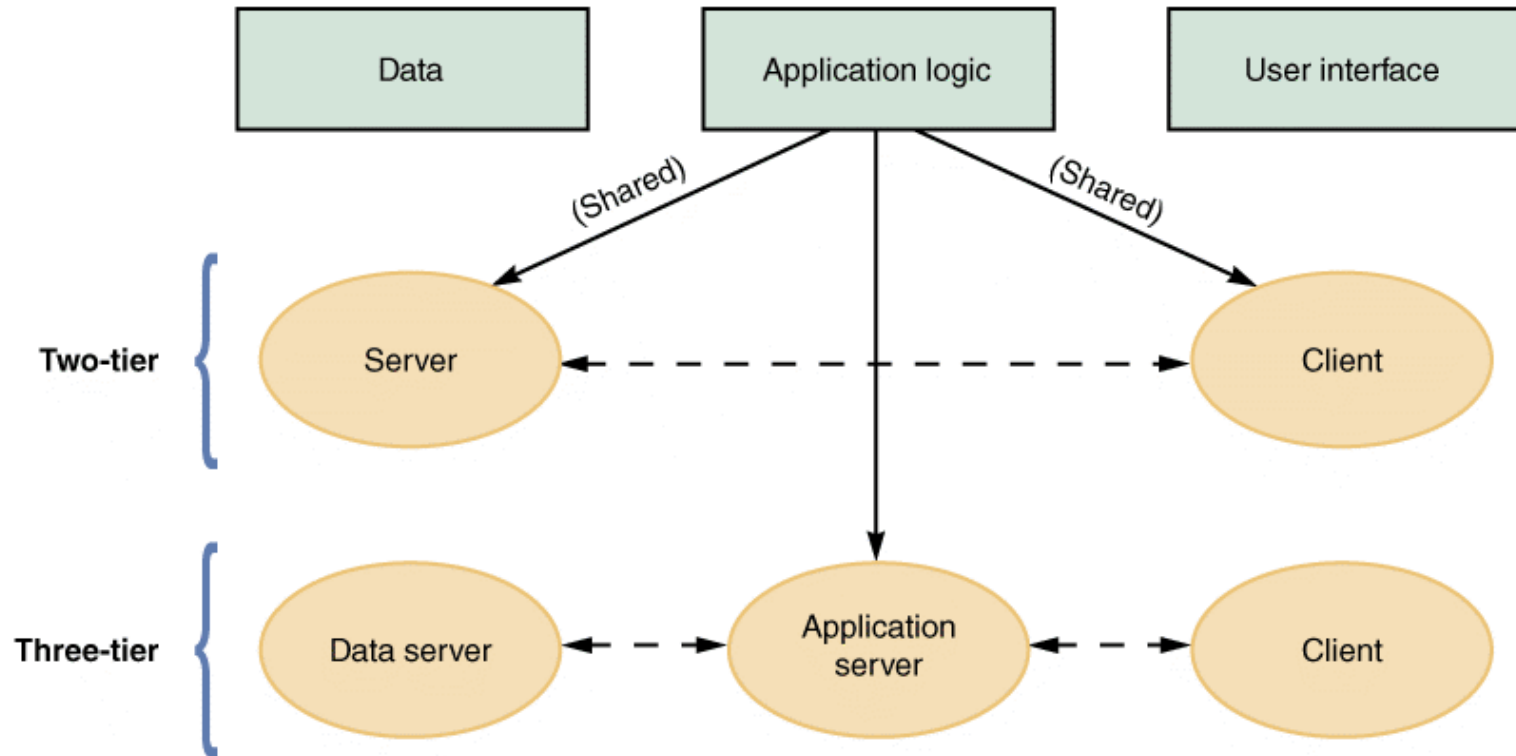 Data
Application logic
User interface
(Shared)
(Shared)
Two-tier
Server
Client
Three-tier
Data server
Application
server
Client